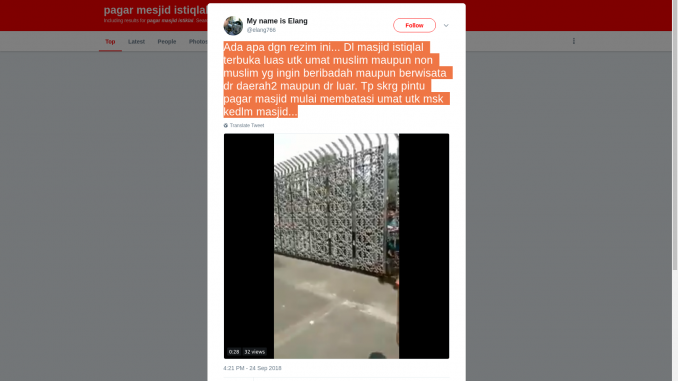 pagar mesjid istiqlal
Including results for pagar masjid istiqlal.
Top Latest People Photos
My name is Elang
@elang766
Follow
Ada apa dgn rezim ini... Dl masjid istiqlal
terbuka luas utk umat muslim maupun non
muslim yg ingin beribadah maupun berwisata
dr daerah2 maupun dr luar. Tp skrg pintu
pagar masjid mulai membatasi umat utk msk
kedlm masjid...
Translate Tweet
0:28 32 views
4:21 PM - 24 Sep 2018